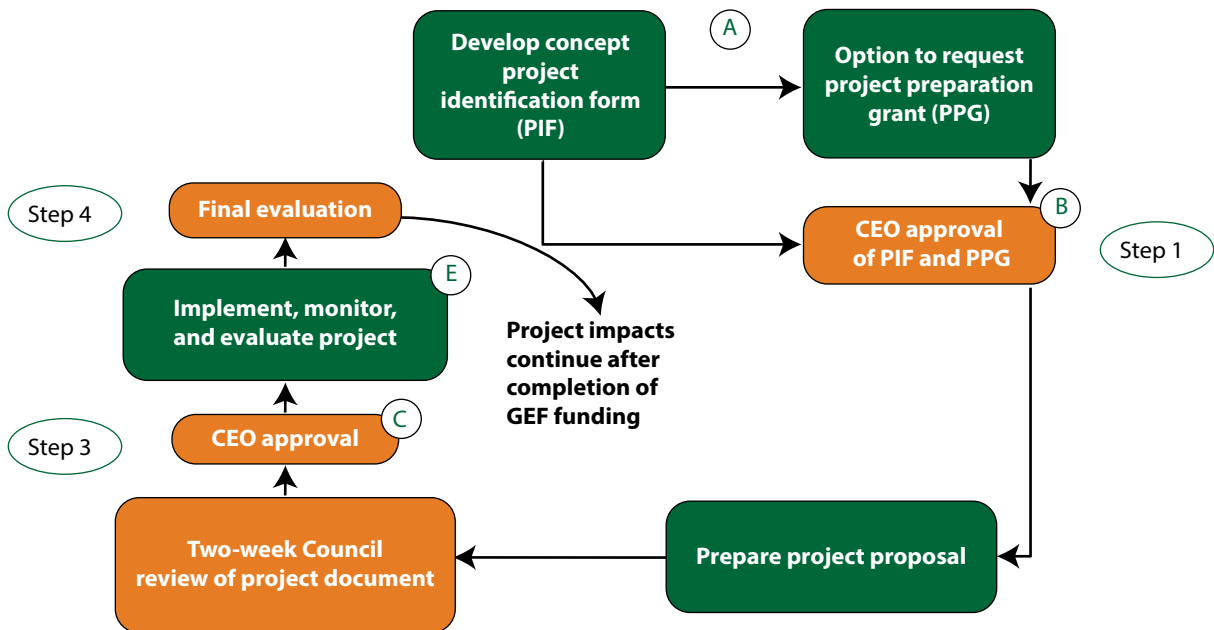 Develop concept
project
identification form
(PIF)
A
Option to request
project preparation
grant (PPG)
Step 4
Final evaluation
B
CEO approval
of PIF and PPG
Step 1
E
Implement, monitor,
and evaluate project
Project impacts
continue after
completion of
GEF funding
Step 3
CEO approval
C
Two-week Council
review of project document
Prepare project proposal